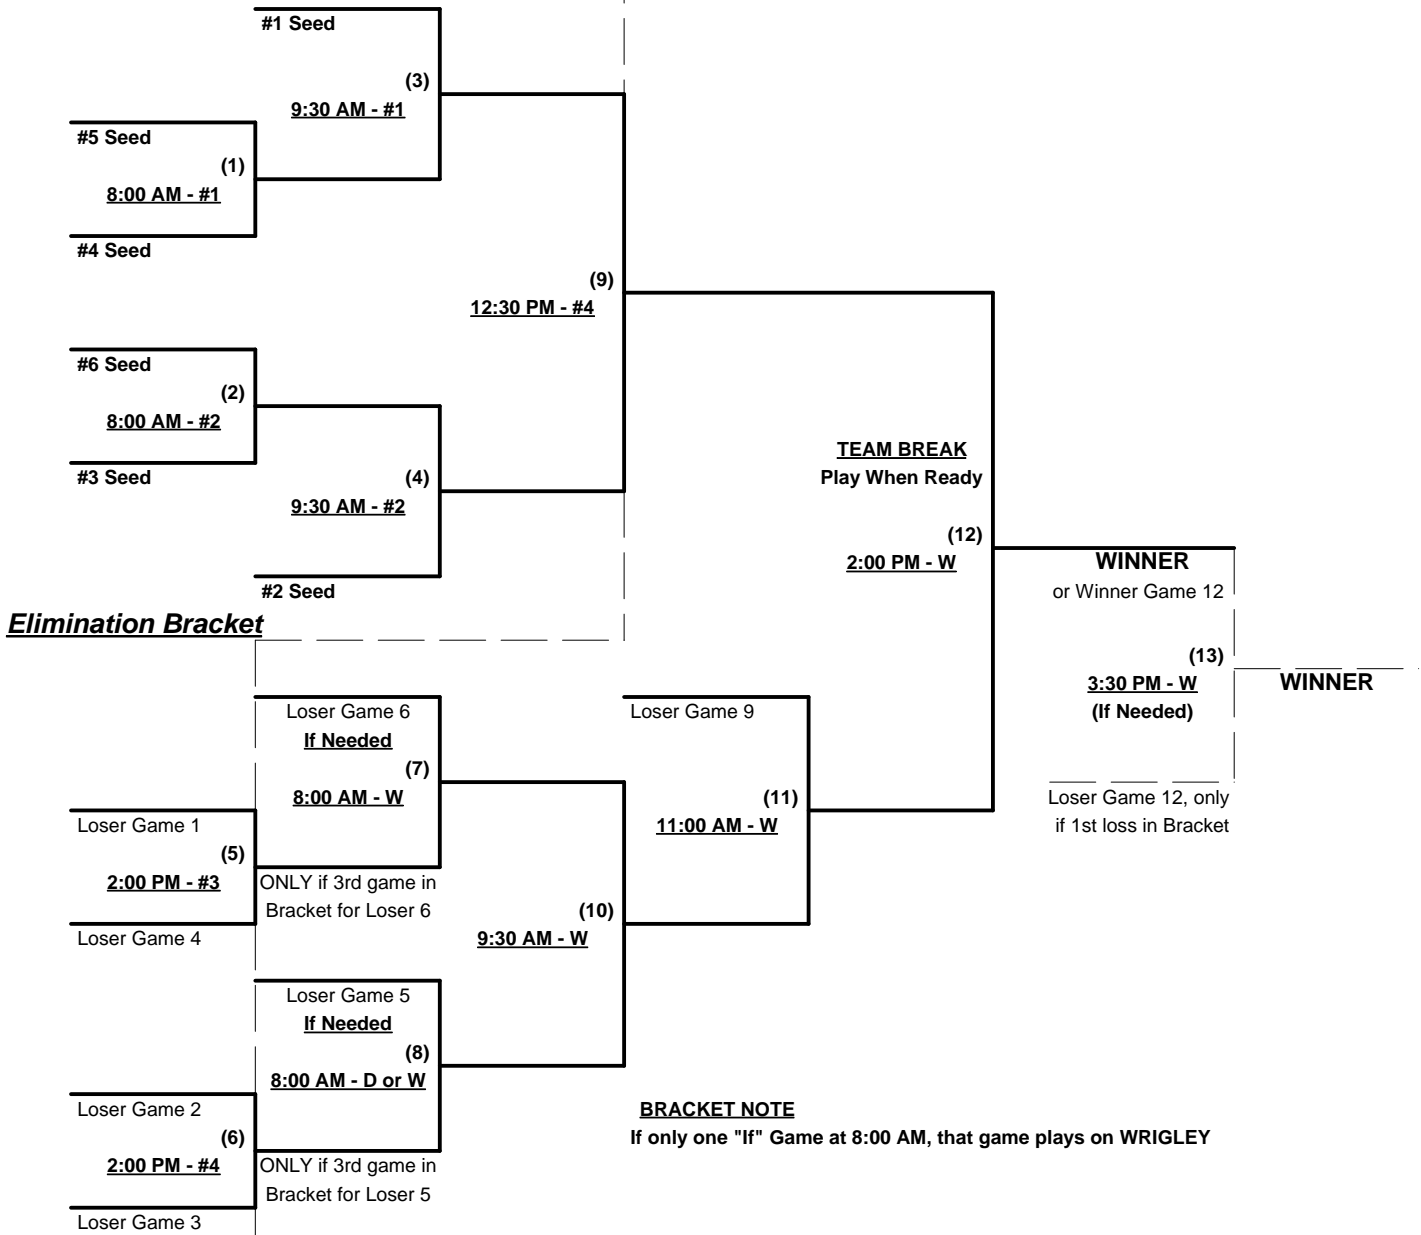 #1 Seed
(3)
9:30 AM - #1
#5 Seed
(1)
8:00 AM - #1
#4 Seed
(9)
12:30 PM - #4
#6 Seed
(2)
8:00 AM - #2
#3 Seed
(4)
9:30 AM - #2
#2 Seed
TEAM BREAK
Play When Ready
(12)
2:00 PM - W
WINNER
or Winner Game 12
(13)
3:30 PM - W
(If Needed)
WINNER
Loser Game 12, only
if 1st loss in Bracket
Elimination Bracket
Loser Game 6
If Needed
(7)
8:00 AM - W
Loser Game 1
(5)
2:00 PM - #3
ONLY if 3rd game in
Bracket for Loser 6
Loser Game 4
Loser Game 9
(11)
11:00 AM - W
(10)
9:30 AM - W
Loser Game 5
If Needed
(8)
8:00 AM - D or W
Loser Game 2
(6)
2:00 PM - #4
ONLY if 3rd game in
Bracket for Loser 5
Loser Game 3
BRACKET NOTE
If only one "If" Game at 8:00 AM, that game plays on WRIGLEY